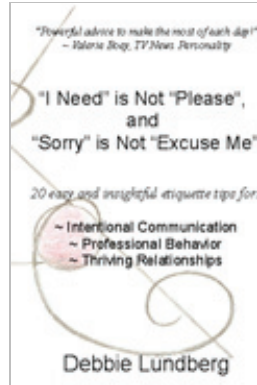 "Powerful advice to make the most of each day!"
~ Valerie Boey, TV News Personality
"I Need" is Not "Please",
and
"Sorry" is Not "Excuse Me"
20 easy and insightful etiquette tips for:
~ Intentional Communication
~ Professional Behavior
~ Thriving Relationships
Debbie Lundberg